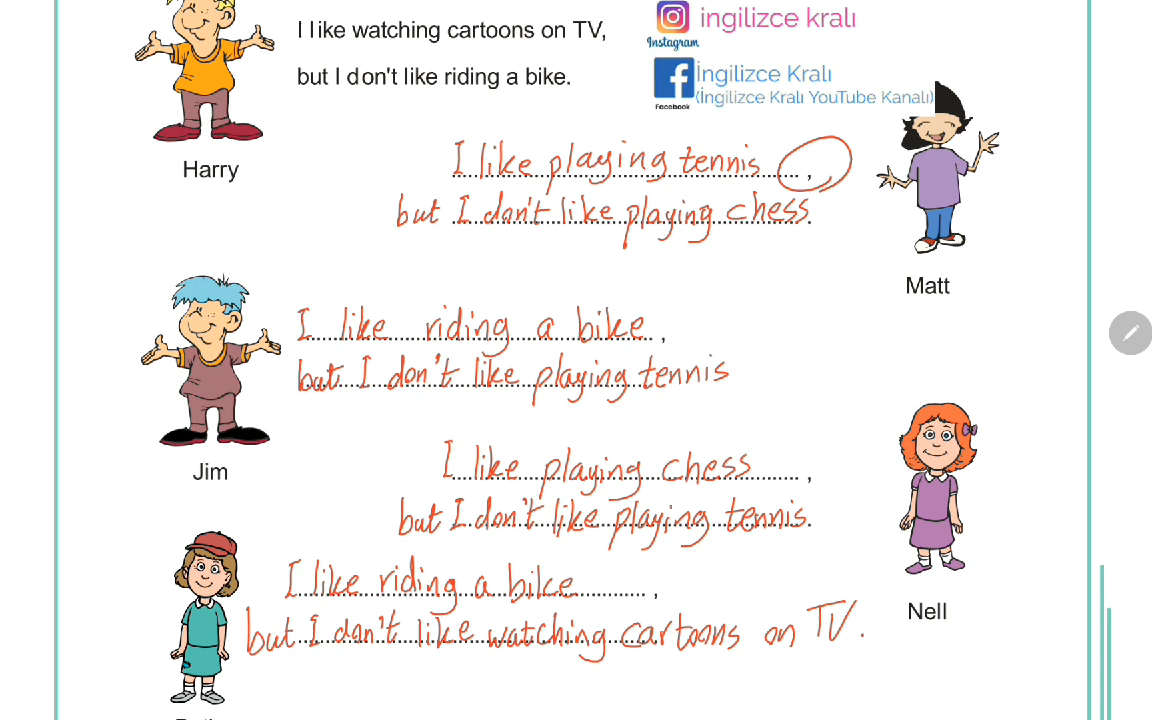 I like watching cartoons on TV,
but I don't like riding a bike.
Instagram
ingilizce kralı
Facebook
İngilizce Kralı
(İngilizce Kralı YouTube Kanalı)
Harry
I like playing tennis ,
but I don't like playing chess.
Matt
I like riding a bike ,
but I don't like playing tennis
Jim
I like playing chess ,
but I don't like playing tennis.
Nell
I like riding a bike ,
but I don't like watching cartoons on TV.